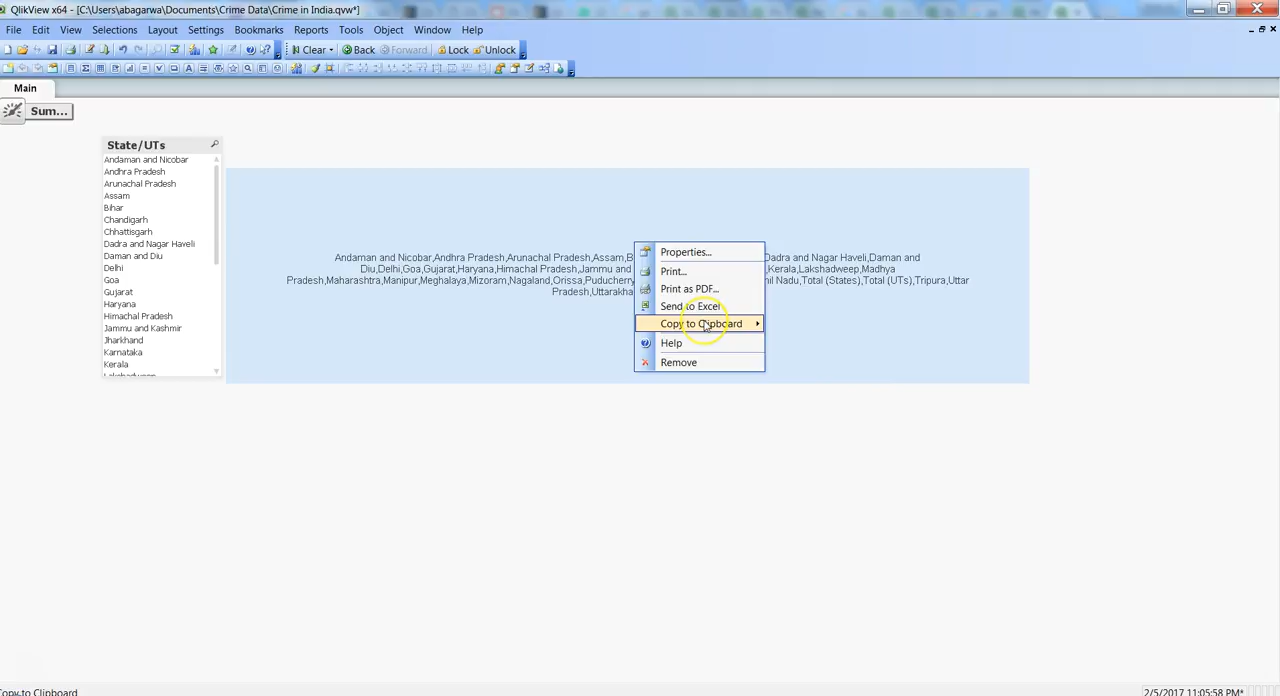 QlikView x64 - [C:\Users\abagarwa\Documents\Crime Data\Crime in India.qvw*]
File Edit View Selections Layout Settings Bookmarks Reports Tools Object Window Help
Clear Back Forward Lock Unlock
Main
Sum...
State/UTs
Andaman and Nicobar
Andhra Pradesh
Arunachal Pradesh
Assam
Bihar
Chandigarh
Chhattisgarh
Dadra and Nagar Haveli
Daman and Diu
Delhi
Goa
Gujarat
Haryana
Himachal Pradesh
Jammu and Kashmir
Jharkhand
Karnataka
Kerala
Lakshadweep
Andaman and Nicobar,Andhra Pradesh,Arunachal Pradesh,Assam,B Dadra and Nagar Haveli,Daman and
Diu,Delhi,Goa,Gujarat,Haryana,Himachal Pradesh,Jammu and ,Kerala,Lakshadweep,Madhya
Pradesh,Maharashtra,Manipur,Meghalaya,Mizoram,Nagaland,Orissa,Puducherry Nadu,Total (States),Total (UTs),Tripura,Uttar
Pradesh,Uttarakha
Properties...
Print...
Print as PDF...
Send to Excel
Copy to Clipboard
Help
Remove
Copy to Clipboard
2/5/2017 11:05:58 PM*